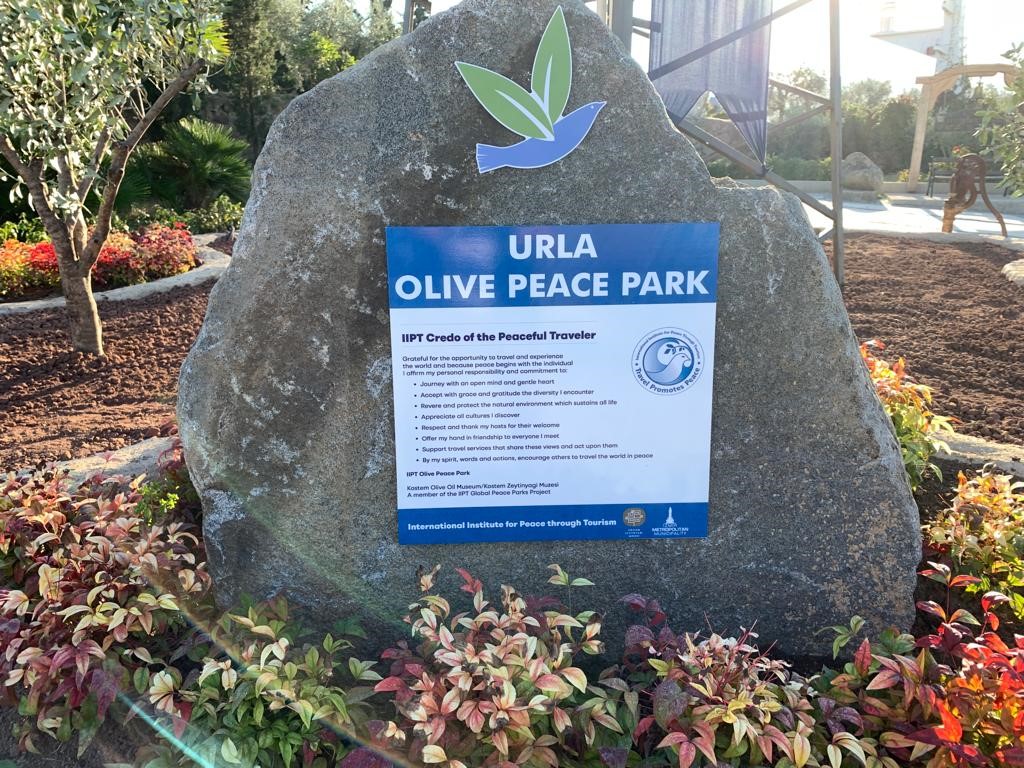 URLA
OLIVE PEACE PARK
IIPT Credo of the Peaceful Traveler
Grateful for the opportunity to travel and experience
the world and because peace begins with the individual
I affirm my personal responsibility and commitment to:
• Journey with an open mind and gentle heart
• Accept with grace and gratitude the diversity I encounter
• Revere and protect the natural environment which sustains all life
• Appreciate all cultures I discover
• Respect and thank my hosts for their welcome
• Offer my hand in friendship to everyone I meet
• Support travel services that share these views and act upon them
• By my spirit, words and actions, encourage others to travel the world in peace
International Institute for Peace Through Tourism
Travel Promotes Peace
IIPT Olive Peace Park
Kostem Olive Oil Museum/Kostem Zeytinyagi Muzesi
A member of the IIPT Global Peace Parks Project
International Institute for Peace through Tourism
METROPOLITAN
MUNICIPALITY